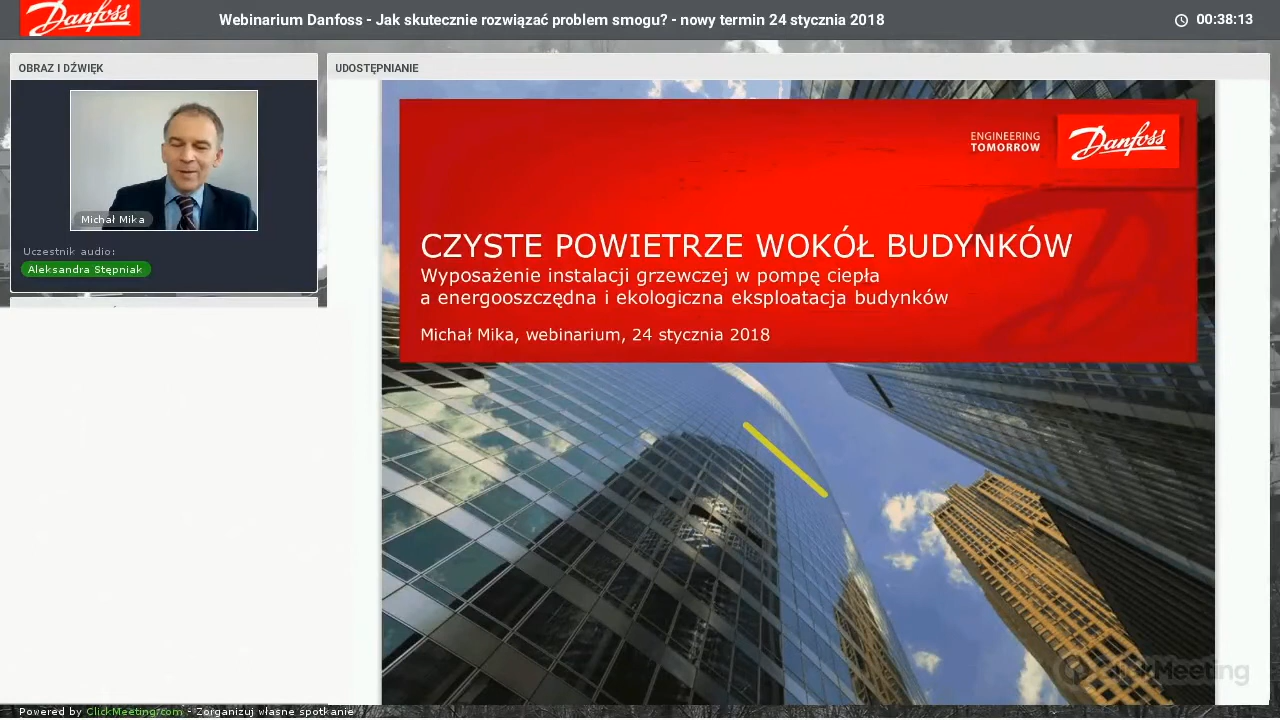 Danfoss
Webinarium Danfoss - Jak skutecznie rozwiązać problem smogu? - nowy termin 24 stycznia 2018
00:38:13
OBRAZ I DŹWIĘK
UDOSTĘPNIANIE
Michał Mika
Uczestnik audio:
Aleksandra Stępniak
ENGINEERING
TOMORROW
Danfoss
CZYSTE POWIETRZE WOKÓŁ BUDYNKÓW
Wyposażenie instalacji grzewczej w pompę ciepła
a energooszczędna i ekologiczna eksploatacja budynków
Michał Mika, webinarium, 24 stycznia 2018
ClickMeeting
Powered by ClickMeeting.com - Zorganizuj własne spotkanie